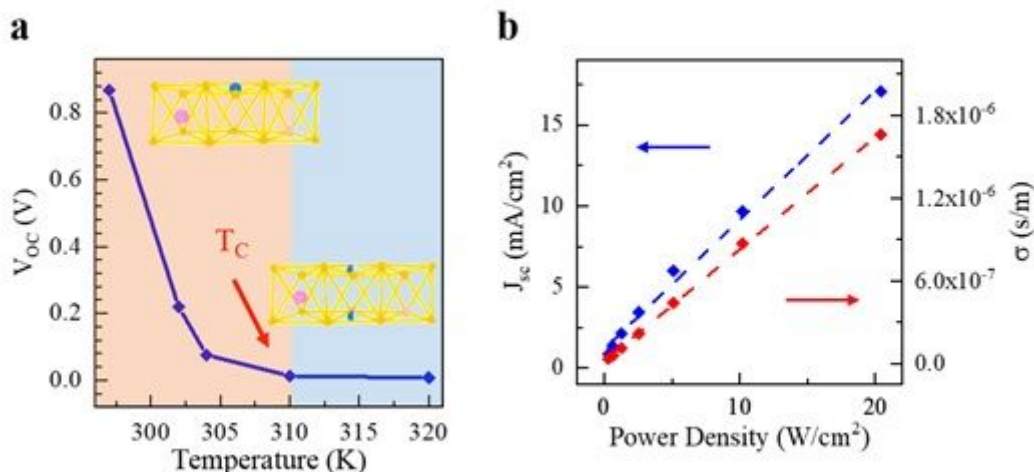 a
V_OC (V)
0.8
0.6
0.4
0.2
0.0
T_C
300 305 310 315 320
Temperature (K)
b
J_sc (mA/cm²)
15
10
5
0
1.8x10⁻⁶
1.2x10⁻⁶
6.0x10⁻⁷
0.0
σ (s/m)
0 10 20
Power Density (W/cm²)